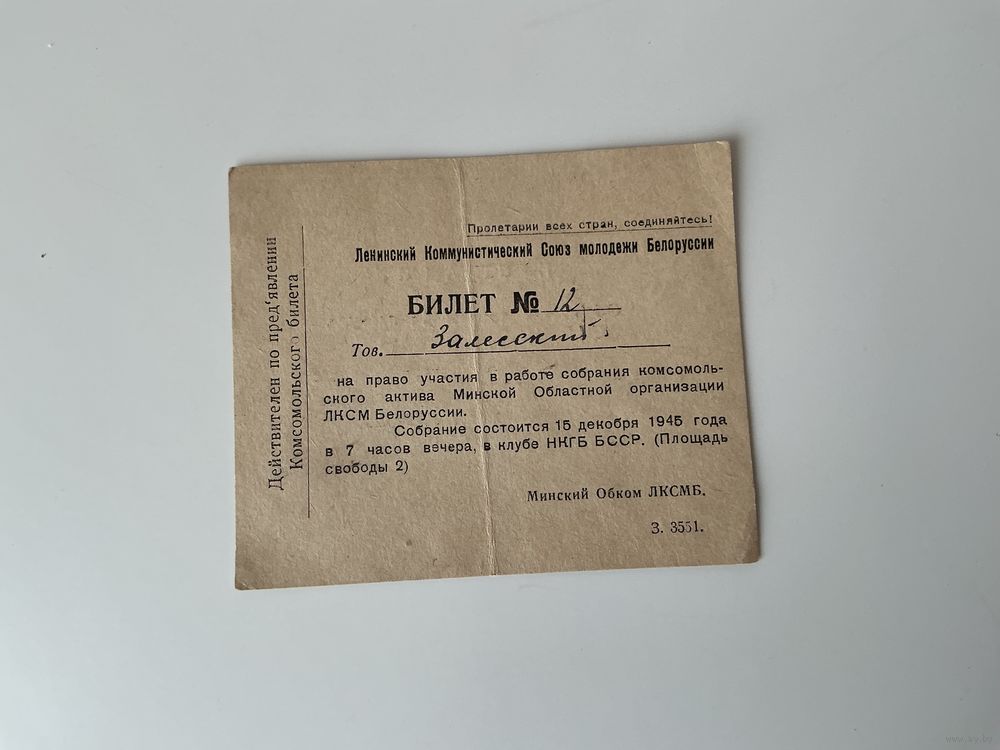 Действителен по пред'явлении
Комсомольского билета
Пролетарии всех стран, соединяйтесь!
Ленинский Коммунистический Союз молодежи Белоруссии
БИЛЕТ № 12
Тов. Залесский
на право участия в работе собрания комсомоль-
ского актива Минской Областной организации
ЛКСМ Белоруссии.
Собрание состоится 15 декобря 1945 года
в 7 часов вечера, в клубе НКГБ БССР. (Площадь
свободы 2)
Минский Обком ЛКСМБ.
З. 3551.